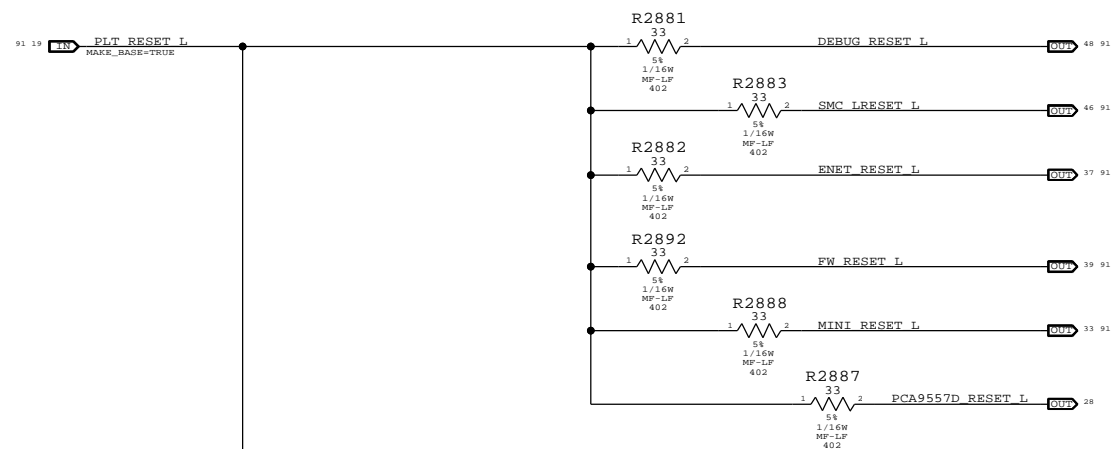 R2881
91 19 IN PLT_RESET_L 1 33 2 DEBUG_RESET_L OUT 48 91
MAKE_BASE=TRUE
5%
1/16W
MF-LF
402
R2883
1 33 2 SMC_LRESET_L OUT 46 91
5%
1/16W
MF-LF
402
R2882
1 33 2 ENET_RESET_L OUT 37 91
5%
1/16W
MF-LF
402
R2892
1 33 2 FW_RESET_L OUT 39 91
5%
1/16W
MF-LF
402
R2888
1 33 2 MINI_RESET_L OUT 33 91
5%
1/16W
MF-LF
402
R2887
1 33 2 PCA9557D_RESET_L OUT 28
5%
1/16W
MF-LF
402